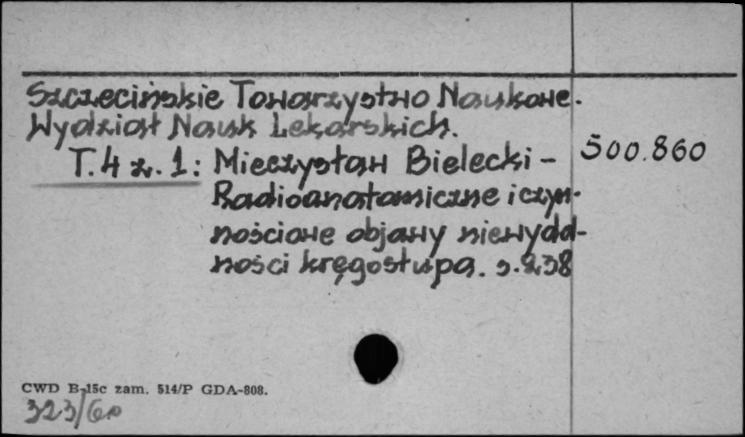 Szczecińskie Towarzystwo Naukowe.
Wydział Nauk Lekarskich.
T.4 z. 1: Mieczysław Bielecki -
500.860
Radioanatomiczne i czyn-
nościowe objawy niewydol-
ności kręgosłupa. s. 238
CWD B-15c zam. 514/P GDA-808.
323/60